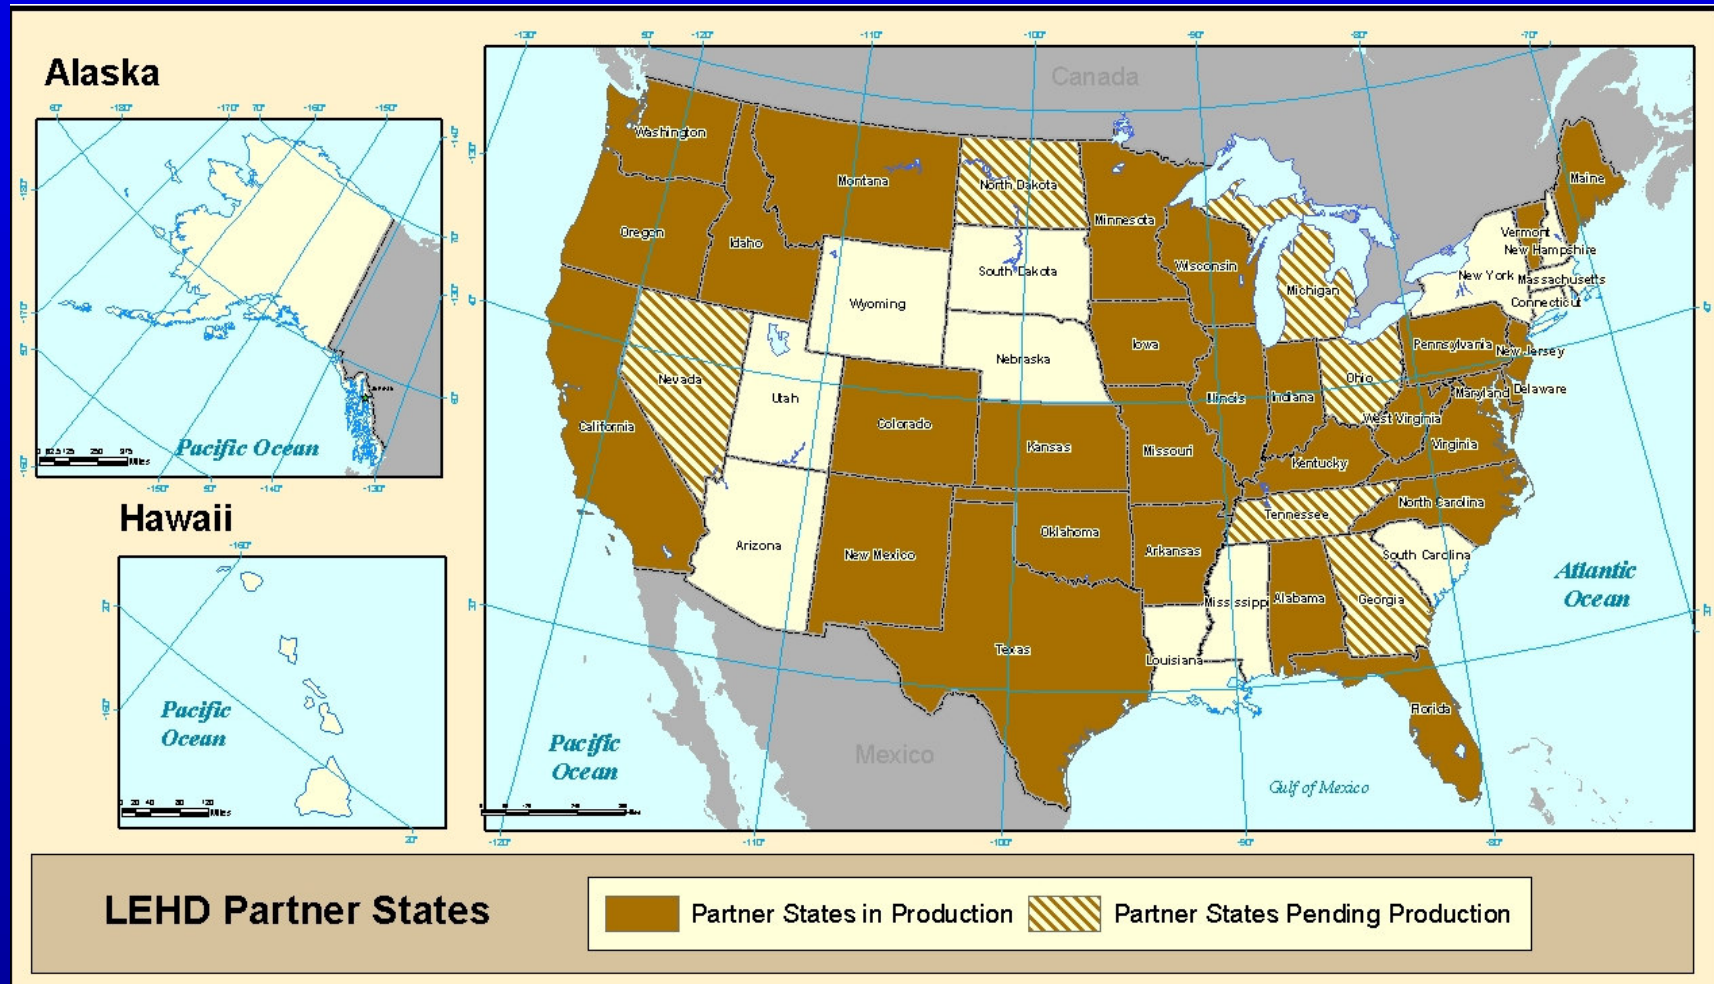 Alaska
Hawaii
Pacific Ocean
Pacific
Ocean
Canada
Washington
Montana
North Dakota
Minnesota
Maine
Oregon
Idaho
Vermont
New Hampshire
South Dakota
Wisconsin
New York
Massachusetts
Wyoming
Michigan
Connecticut
Nebraska
Iowa
Pennsylvania
New Jersey
Nevada
Utah
Ohio
Illinois
Indiana
Maryland
Delaware
California
Colorado
West Virginia
Kansas
Missouri
Virginia
Kentucky
North Carolina
Tennessee
Oklahoma
Arizona
New Mexico
Arkansas
South Carolina
Mississippi
Alabama
Georgia
Texas
Louisiana
Florida
Atlantic
Ocean
Pacific
Ocean
Mexico
Gulf of Mexico
LEHD Partner States
Partner States in Production
Partner States Pending Production